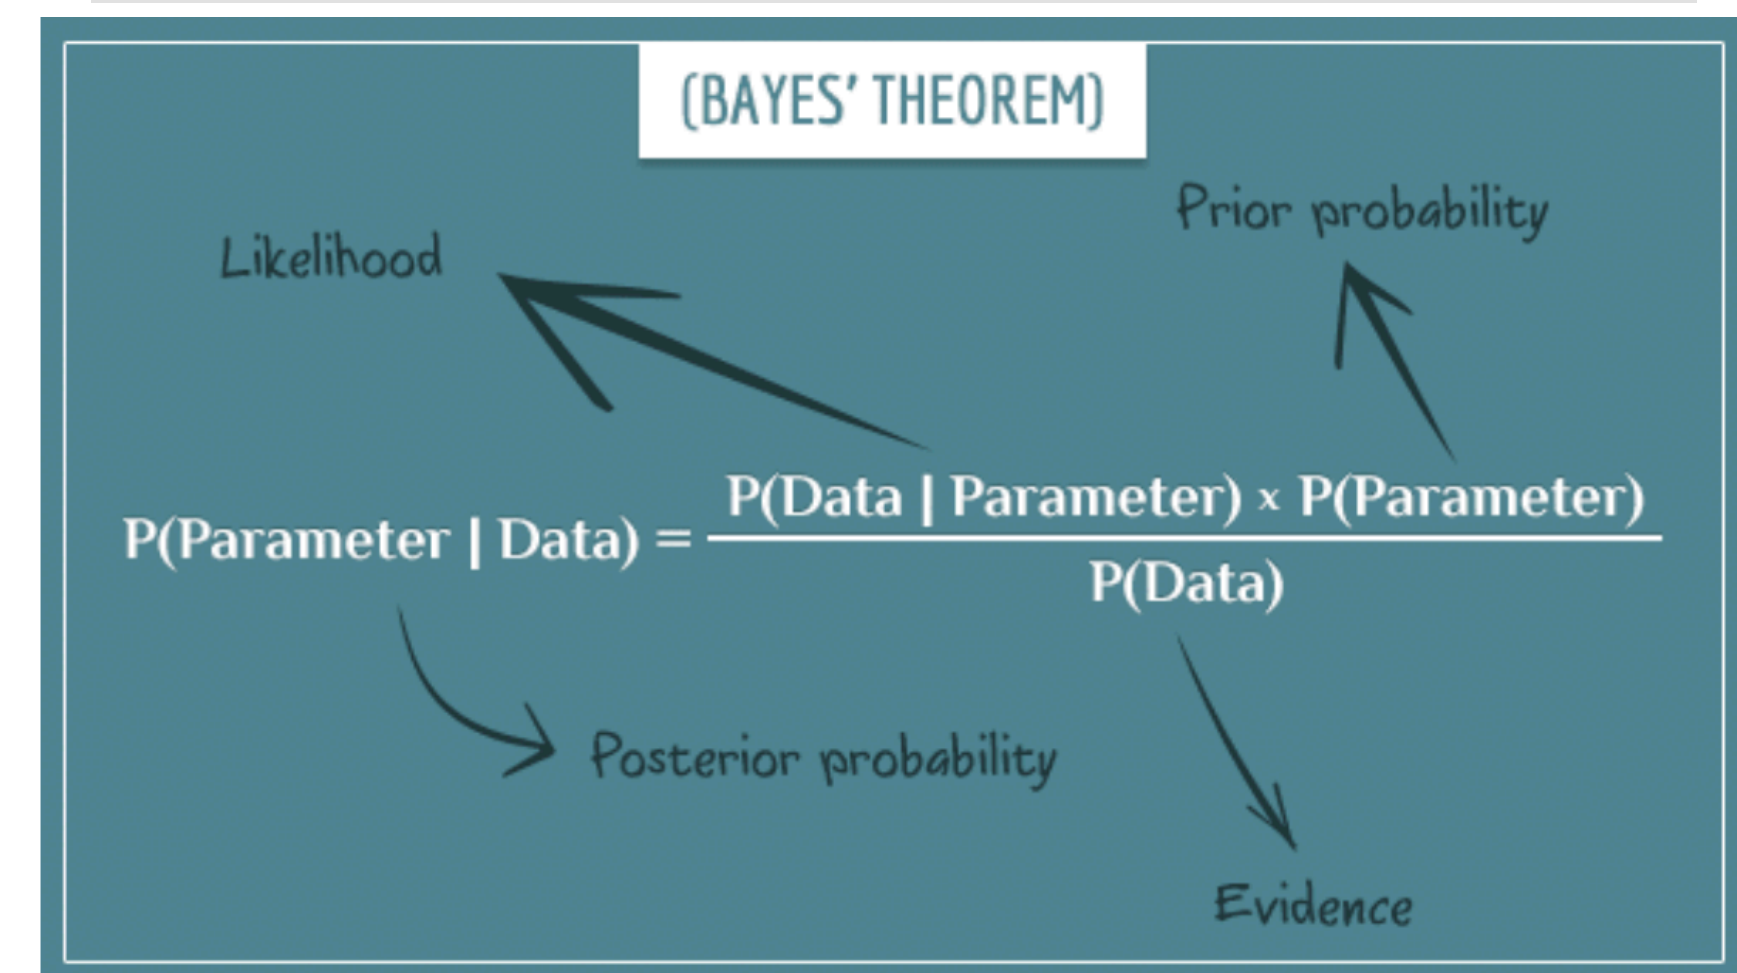 (BAYES’ THEOREM)
Prior probability
Likelihood
P(Data | Parameter) x P(Parameter)
P(Parameter | Data) =
P(Data)
Posterior probability
Evidence